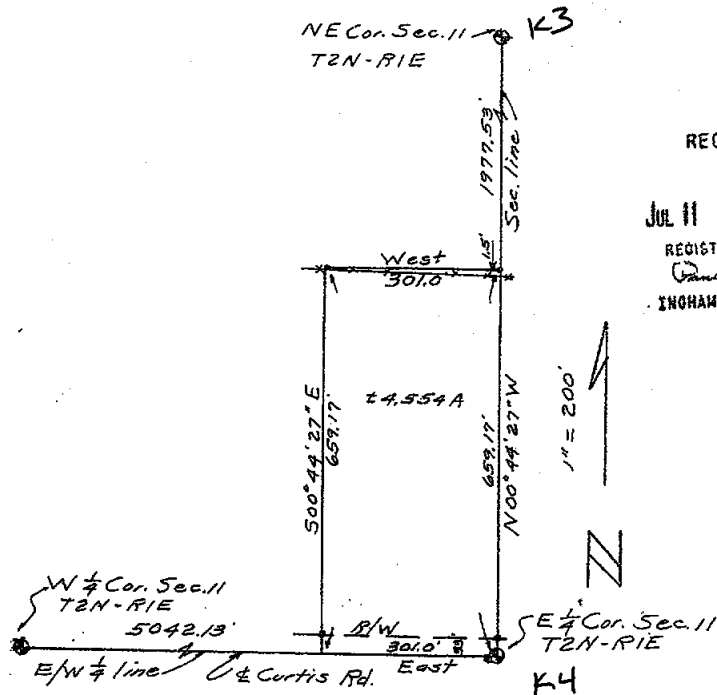 NE Cor. Sec. 11
T2N-R1E
K3
1977.53'
Sec. line
REC
JUL 11
REGIST
INGHAM
West
301.0
1.5'
S00°44'27"E
659.17'
±4.554A
659.17'
N00°44'27"W
1"=200'
N
W 1/4 Cor. Sec. 11
T2N-R1E
5042.13'
E/W 1/4 line
℄ Curtis Rd.
R/W
301.0'
33'
East
E 1/4 Cor. Sec. 11
T2N-R1E
K4